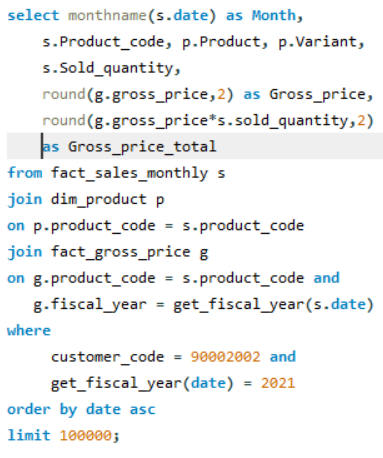 select monthname(s.date) as Month,
s.Product_code, p.Product, p.Variant,
s.Sold_quantity,
round(g.gross_price,2) as Gross_price,
round(g.gross_price*s.sold_quantity,2)
as Gross_price_total
from fact_sales_monthly s
join dim_product p
on p.product_code = s.product_code
join fact_gross_price g
on g.product_code = s.product_code and
g.fiscal_year = get_fiscal_year(s.date)
where
customer_code = 90002002 and
get_fiscal_year(date) = 2021
order by date asc
limit 100000;